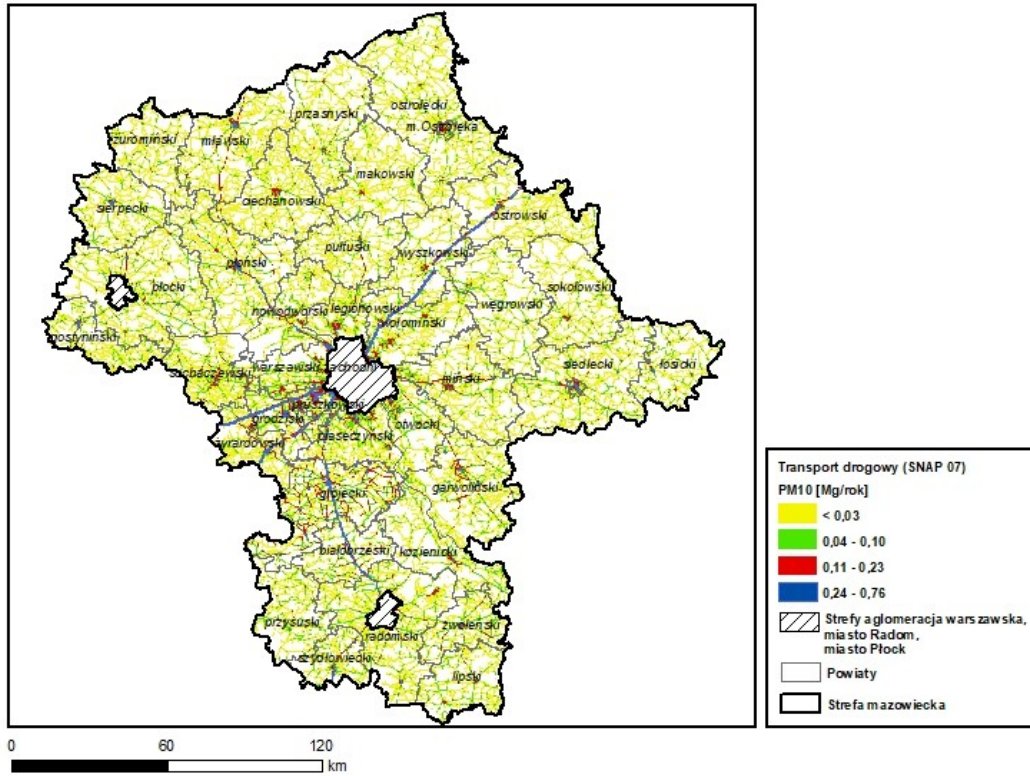 ostrołęcki
przasnyski
m.Ostrołęka
żuromiński
mławski
makowski
ciechanowski
sierpecki
ostrowski
pułtuski
wyszkowski
płoński
płocki
sokołowski
węgrowski
legionowski
nowodworski
wołomiński
gostyniński
warszawski zachodni
siedlecki
łosicki
sochaczewski
miński
pruszkowski
grodziski
otwocki
piaseczyński
żyrardowski
garwoliński
grójecki
białobrzeski
kozienicki
przysuski
zwoleński
radomski
szydłowiecki
lipski
Transport drogowy (SNAP 07)
PM10 [Mg/rok]
< 0,03
0,04 - 0,10
0,11 - 0,23
0,24 - 0,76
Strefy aglomeracja warszawska,
miasto Radom,
miasto Płock
Powiaty
Strefa mazowiecka
0 60 120
km